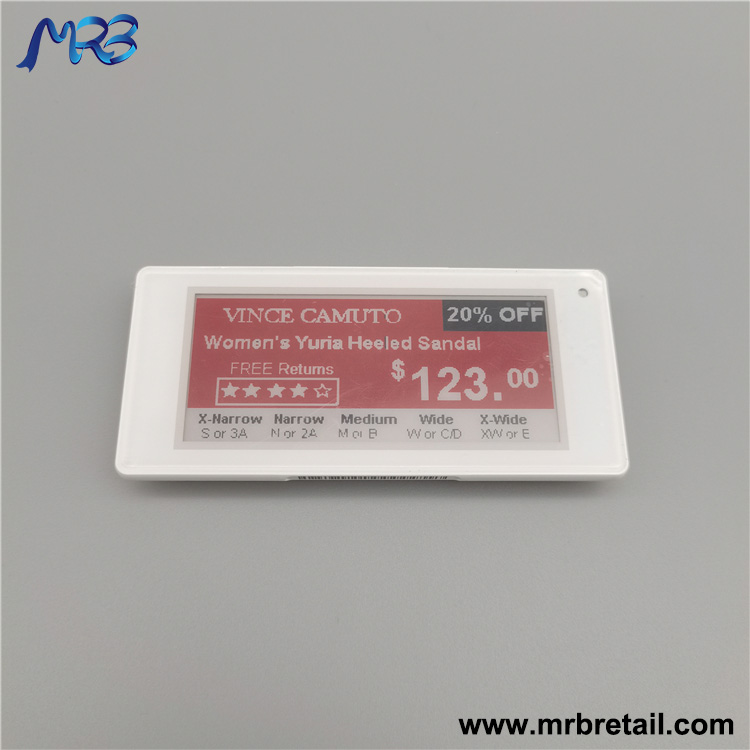 MRB
VINCE CAMUTO
20% OFF
Women's Yuria Heeled Sandal
FREE Returns
$123.00
X-Narrow Narrow Medium Wide X-Wide
S or 3A N or 2A M or B W or C/D XW or E
www.mrbretail.com